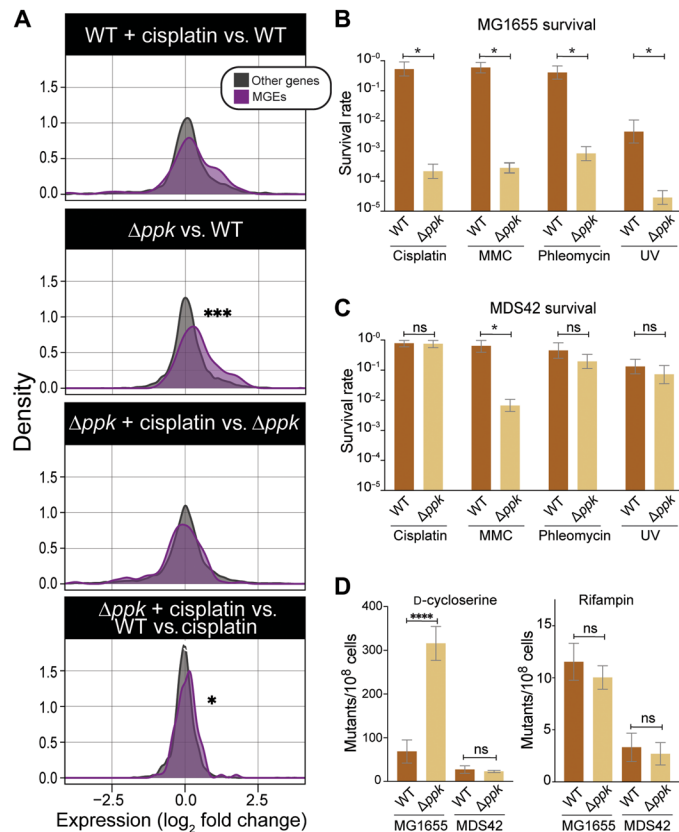 A
WT + cisplatin vs. WT
Other genes
MGEs
1.5
1.0
0.5
0.0
Δppk vs. WT
***
1.5
1.0
0.5
0.0
Δppk + cisplatin vs. Δppk
1.5
1.0
0.5
0.0
Δppk + cisplatin vs.
WT vs. cisplatin
*
1.5
1.0
0.5
0.0
Density
−2.5 0.0 2.5
Expression (log₂ fold change)
B
MG1655 survival
* * * *
10⁻⁰
10⁻¹
10⁻²
10⁻³
10⁻⁴
10⁻⁵
Survival rate
WT Δppk WT Δppk WT Δppk WT Δppk
Cisplatin MMC Phleomycin UV
C
MDS42 survival
ns * ns ns
10⁻⁰
10⁻¹
10⁻²
10⁻³
10⁻⁴
10⁻⁵
Survival rate
WT Δppk WT Δppk WT Δppk WT Δppk
Cisplatin MMC Phleomycin UV
D
D-cycloserine
400
300
200
100
0
Mutants/10⁸ cells
****
ns
WT Δppk WT Δppk
MG1655 MDS42
Rifampin
15
10
5
0
Mutants/10⁸ cells
ns
ns
WT Δppk WT Δppk
MG1655 MDS42